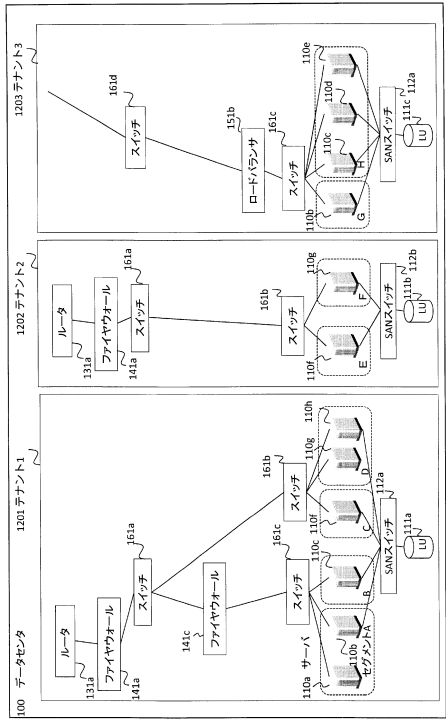 100 データセンタ
1201 テナント1
ルータ
131a
ファイヤウォール
141a
スイッチ
161a
ファイヤウォール
141c
スイッチ
161b
スイッチ
161c
サーバ
110a
110b
セグメントA
110c
B
110f
C
110g
110h
D
SANスイッチ
112a
LU
111a
1202 テナント2
ルータ
131a
ファイヤウォール
141a
スイッチ
161a
スイッチ
161b
110f
E
110g
F
SANスイッチ
112b
LU
111b
1203 テナント3
スイッチ
161d
ロードバランサ
151b
スイッチ
161c
110b
G
110c
H
110d
110e
SANスイッチ
112a
LU
111c